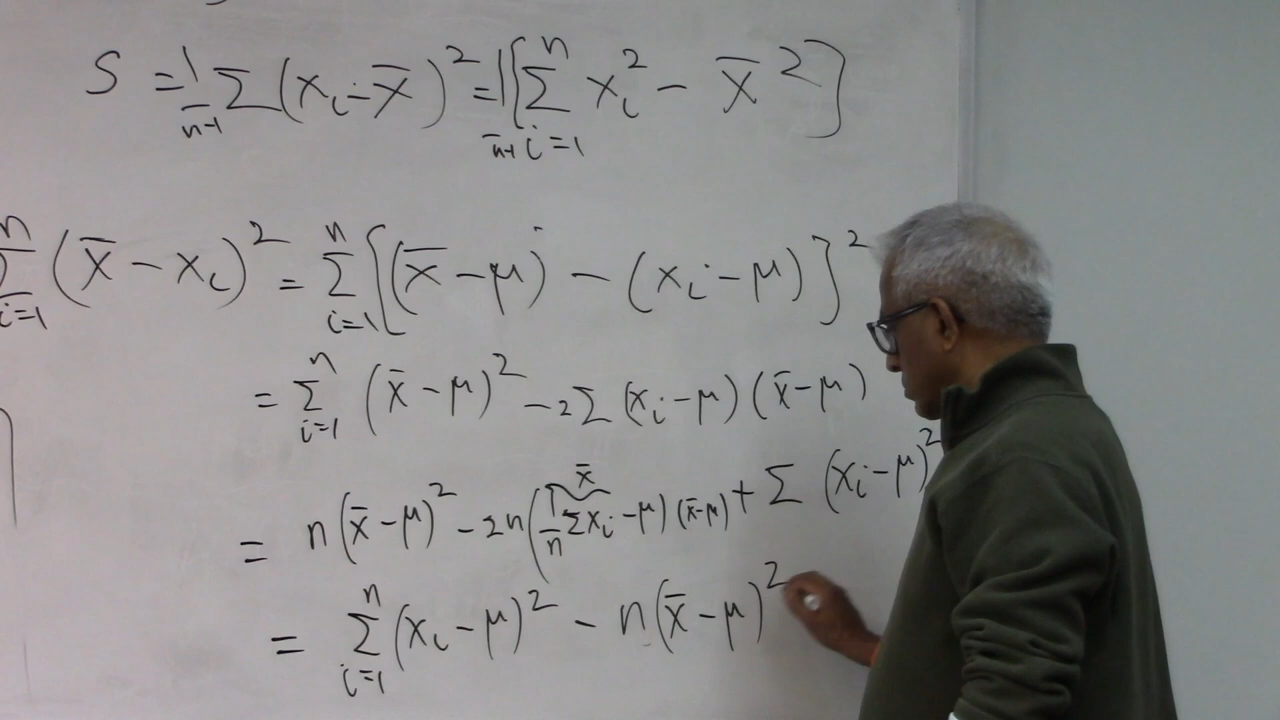 S = 1/(n-1) Σ(xᵢ - x̄)² = 1/(n-1) [Σⁿᵢ₌₁ xᵢ² - x̄²]
Σⁿᵢ₌₁ (x̄ - xᵢ)² = Σⁿᵢ₌₁ {(x̄ - μ) - (xᵢ - μ)}²
= Σⁿᵢ₌₁ (x̄ - μ)² - 2Σ (xᵢ - μ)(x̄ - μ)
= n(x̄ - μ)² - 2n(1/n Σxᵢ - μ)(x̄ - μ) + Σ (xᵢ - μ)²
x̄
= Σⁿᵢ₌₁ (xᵢ - μ)² - n(x̄ - μ)²